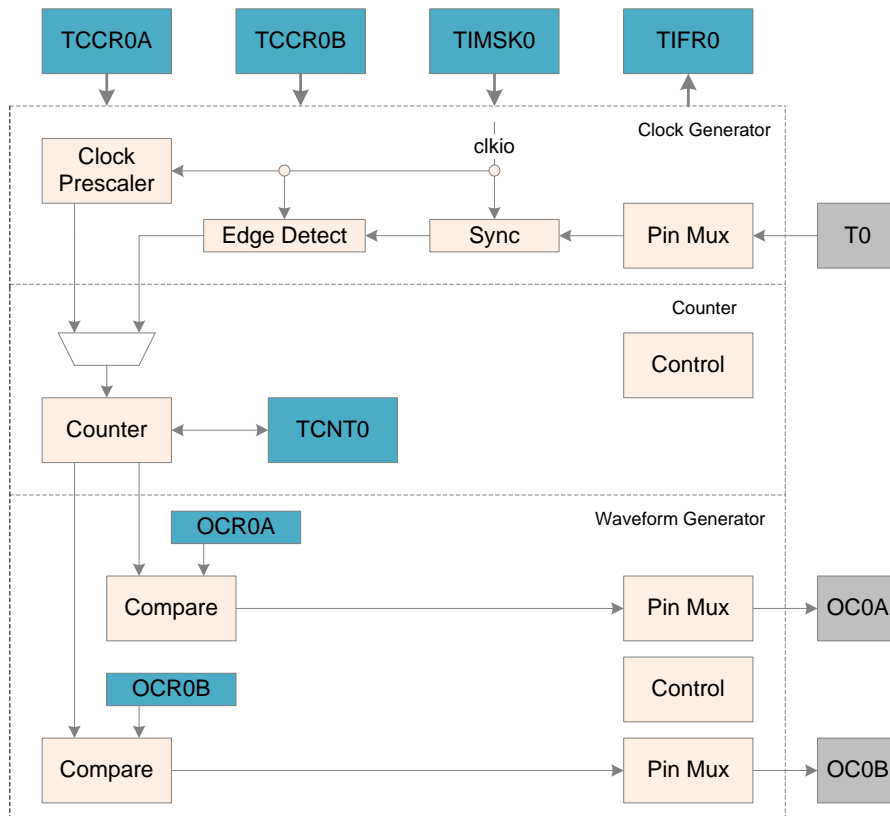 TCCR0A
TCCR0B
TIMSK0
TIFR0
Clock Generator
clkio
Clock
Prescaler
Edge Detect
Sync
Pin Mux
T0
Counter
Control
Counter
TCNT0
Waveform Generator
OCR0A
Compare
Pin Mux
OC0A
OCR0B
Control
Compare
Pin Mux
OC0B